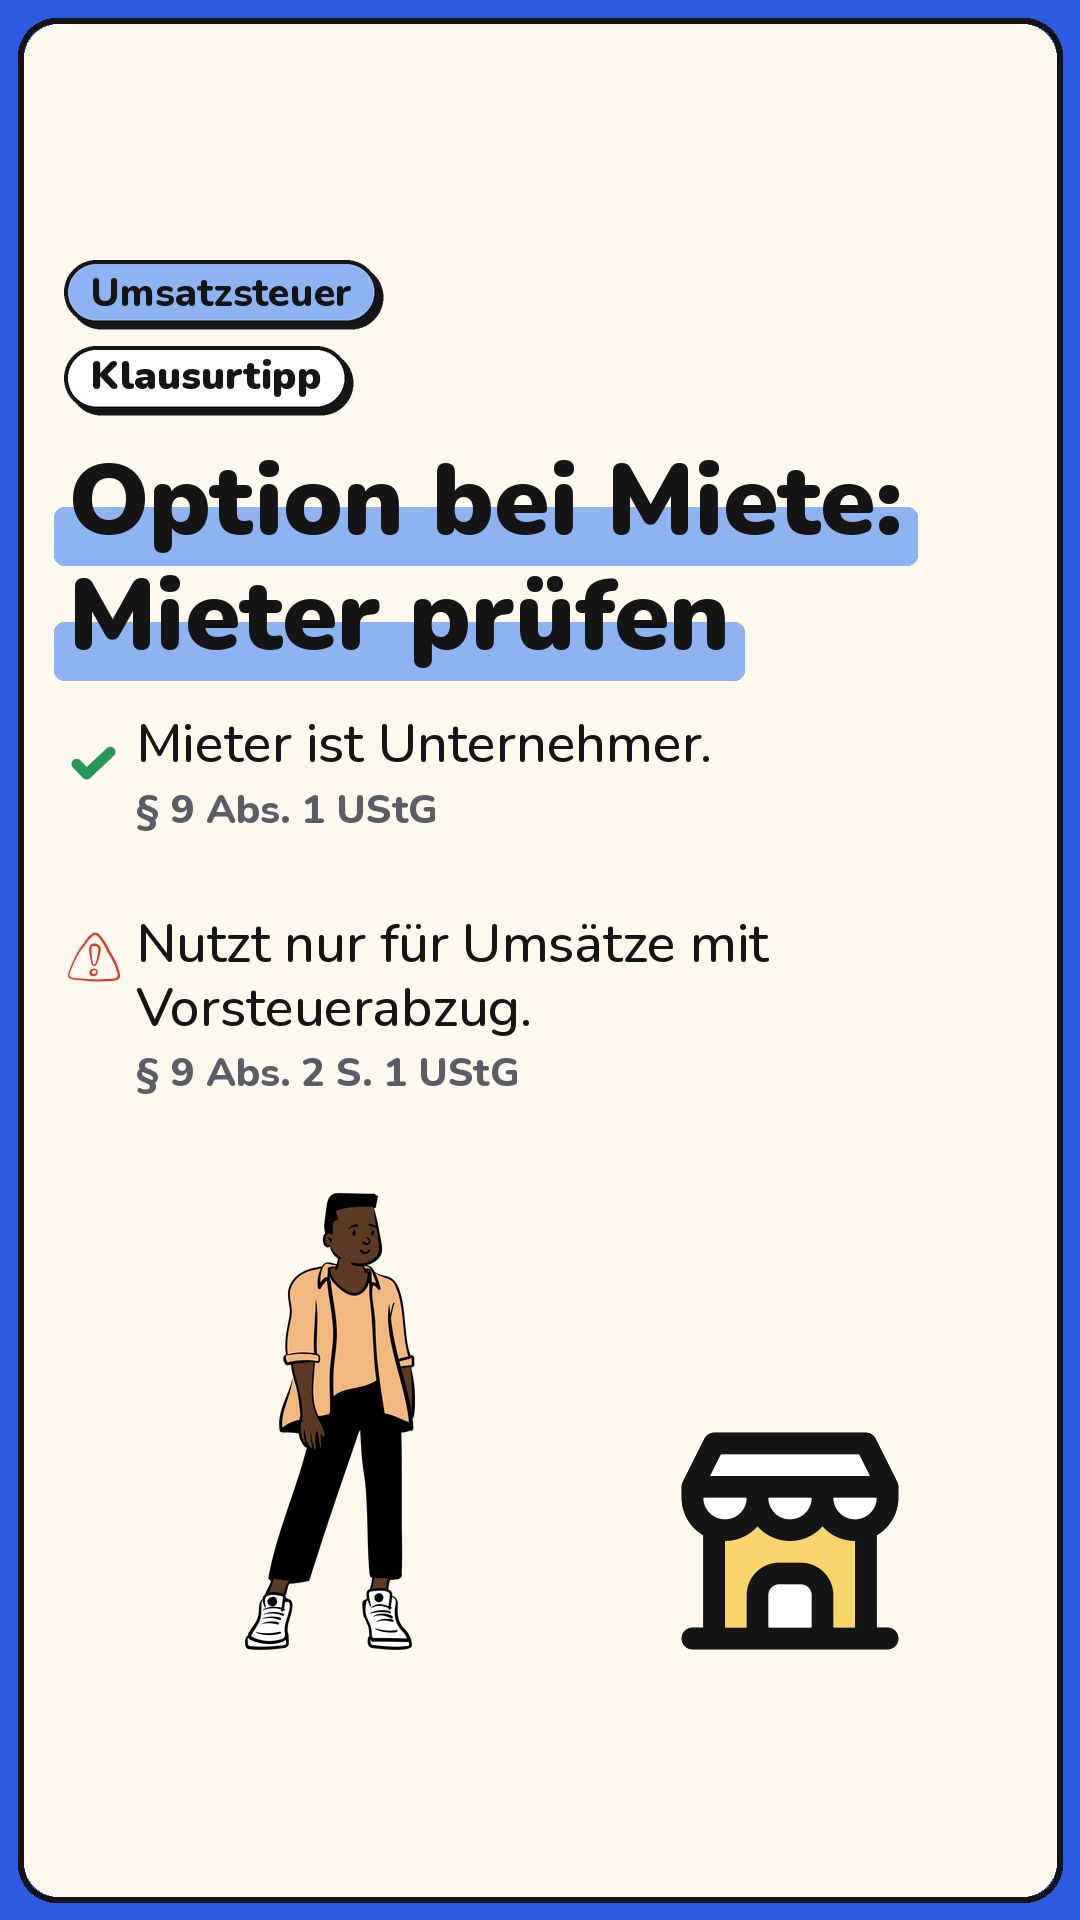 Umsatzsteuer
Klausurtipp
Option bei Miete:
Mieter prüfen
Mieter ist Unternehmer.
§ 9 Abs. 1 UStG
Nutzt nur für Umsätze mit
Vorsteuerabzug.
§ 9 Abs. 2 S. 1 UStG